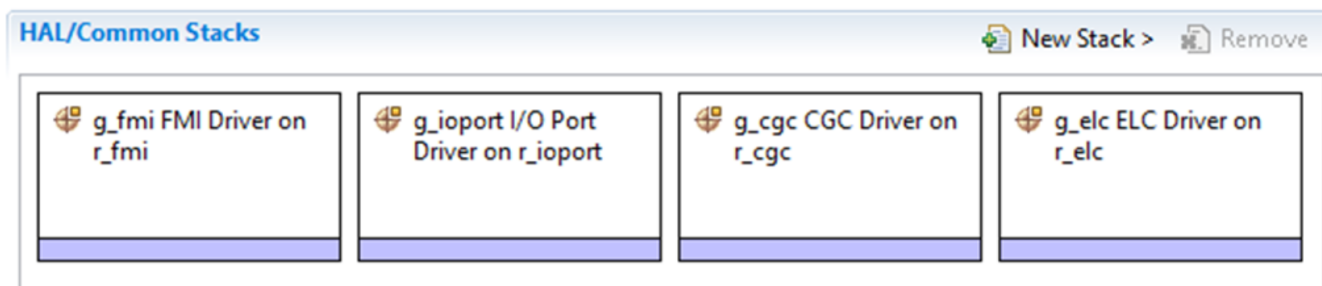 HAL/Common Stacks
New Stack > Remove
g_fmi FMI Driver on
r_fmi
g_ioport I/O Port
Driver on r_ioport
g_cgc CGC Driver on
r_cgc
g_elc ELC Driver on
r_elc